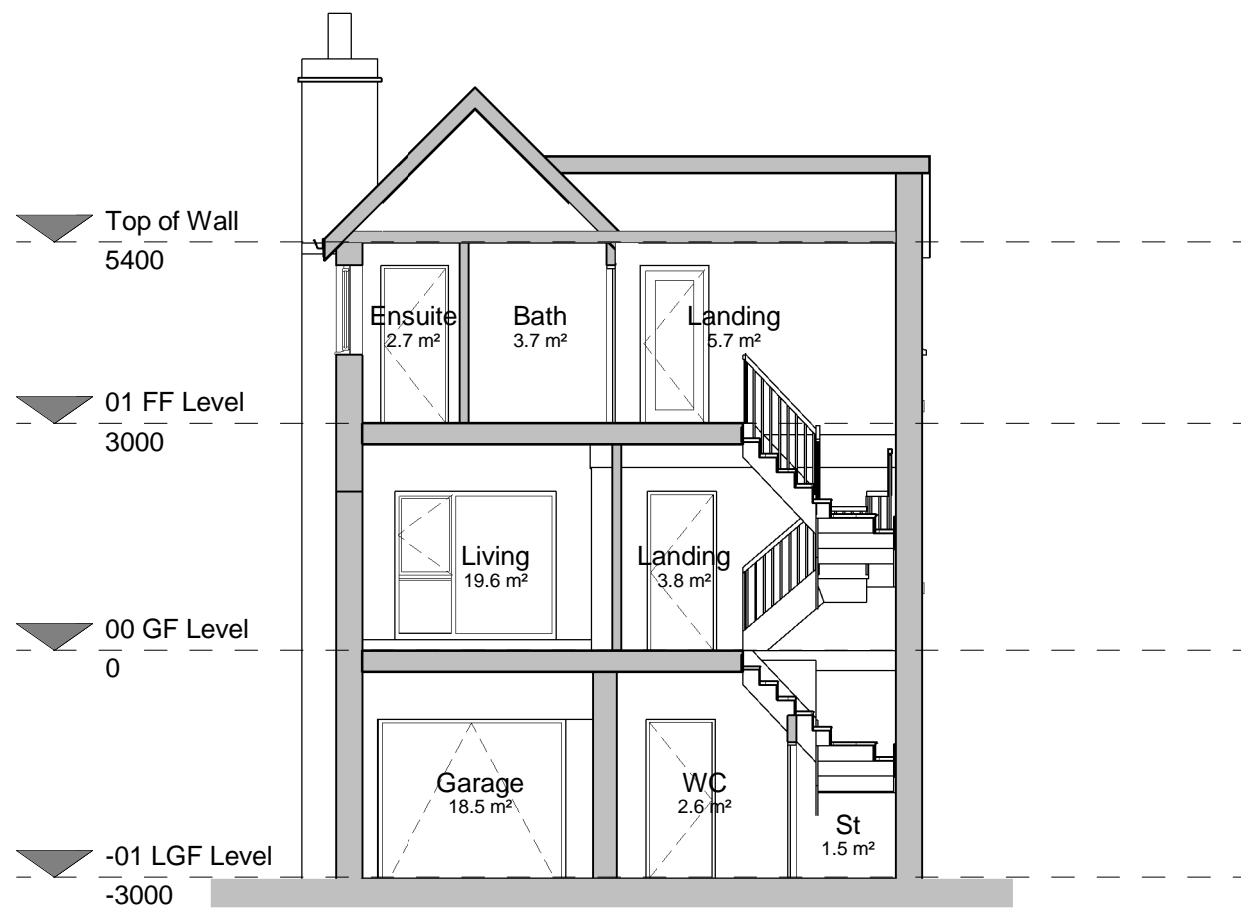 Top of Wall
5400
Ensuite
2.7 m²
Bath
3.7 m²
Landing
5.7 m²
01 FF Level
3000
Living
19.6 m²
Landing
3.8 m²
00 GF Level
0
Garage
18.5 m²
WC
2.6 m²
St
1.5 m²
-01 LGF Level
-3000